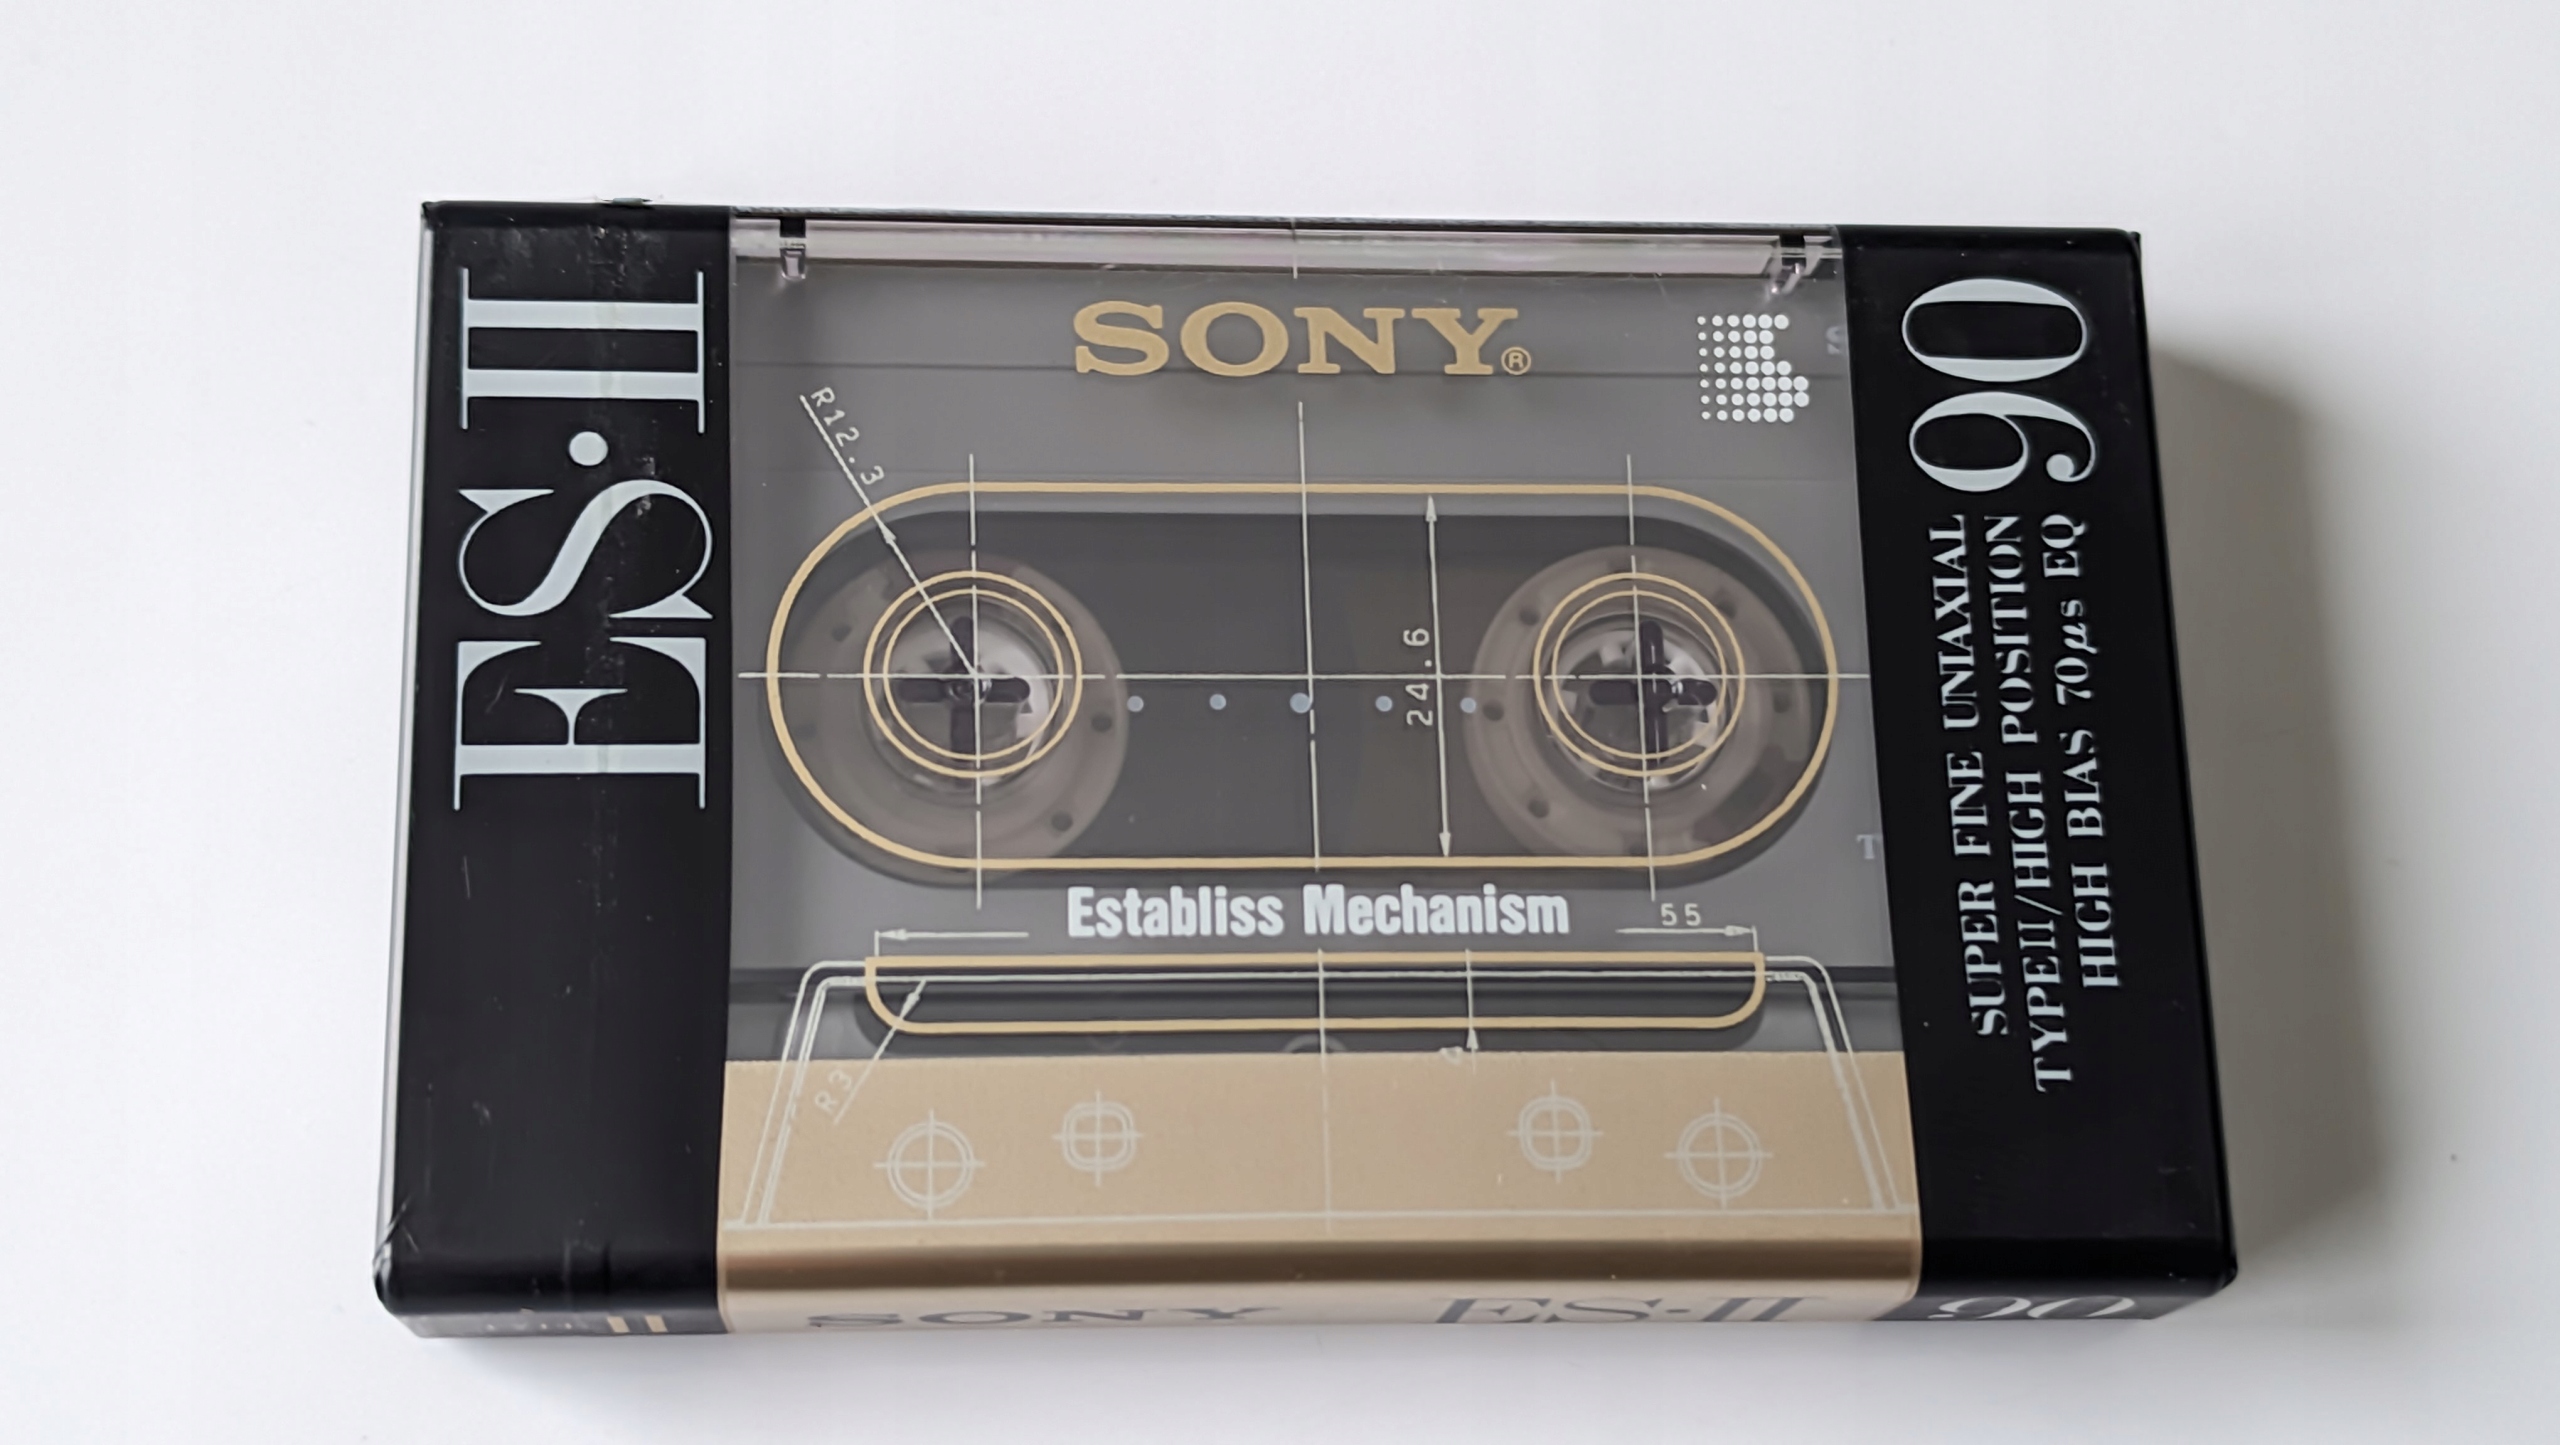 ES·II
SONY®
R12.3
24.6
Establiss Mechanism
55
R3
90
SUPER FINE UNIAXIAL
TYPEII/HIGH POSITION
HIGH BIAS 70μs EQ
T
II
SONY
ES·II
90